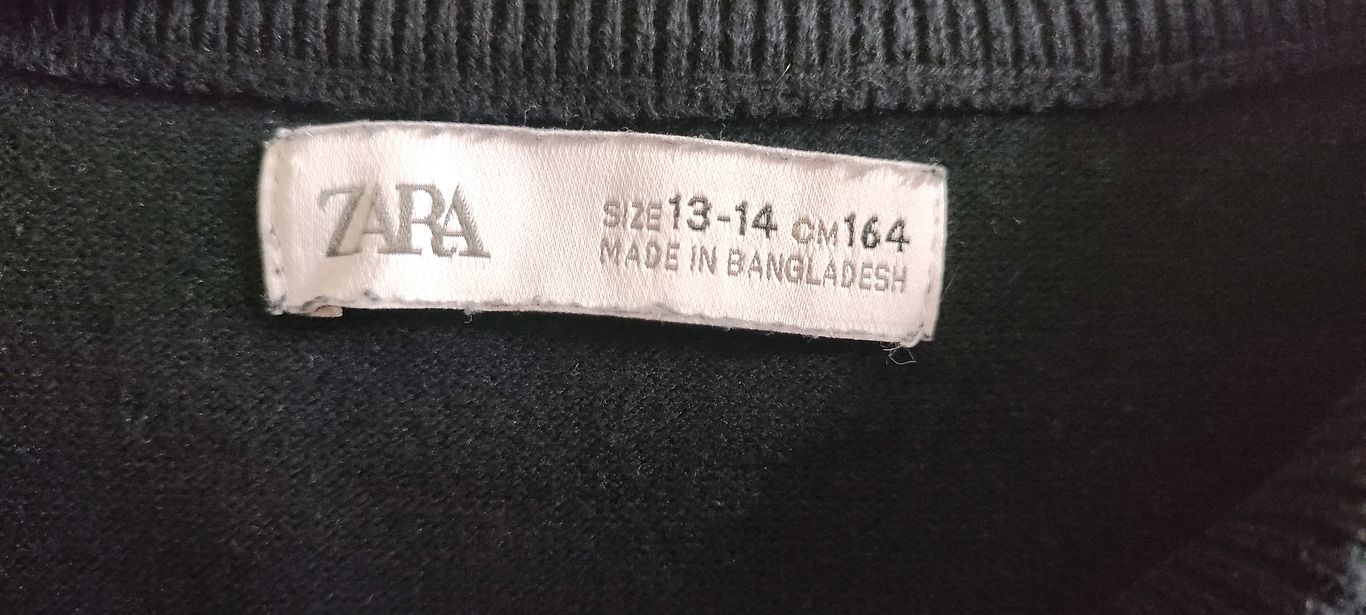 ZARA
SIZE 13-14 CM 164
MADE IN BANGLADESH